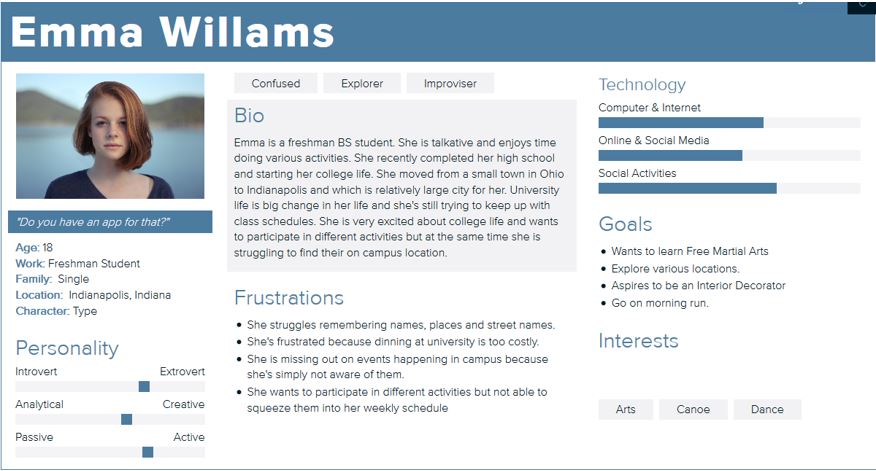 Emma Willams
"Do you have an app for that?"
Age: 18
Work: Freshman Student
Family: Single
Location: Indianapolis, Indiana
Character: Type
Personality
Introvert Extrovert
Analytical Creative
Passive Active
Confused Explorer Improviser
Bio
Emma is a freshman BS student. She is talkative and enjoys time
doing various activities. She recently completed her high school
and starting her college life. She moved from a small town in Ohio
to Indianapolis and which is relatively large city for her. University
life is big change in her life and she's still trying to keep up with
class schedules. She is very excited about college life and wants
to participate in different activities but at the same time she is
struggling to find their on campus location.
Frustrations
• She struggles remembering names, places and street names.
• She's frustrated because dinning at university is too costly.
• She is missing out on events happening in campus because
she's simply not aware of them.
• She wants to participate in different activities but not able to
squeeze them into her weekly schedule
Technology
Computer & Internet
Online & Social Media
Social Activities
Goals
• Wants to learn Free Martial Arts
• Explore various locations.
• Aspires to be an Interior Decorator
• Go on morning run.
Interests
Arts Canoe Dance